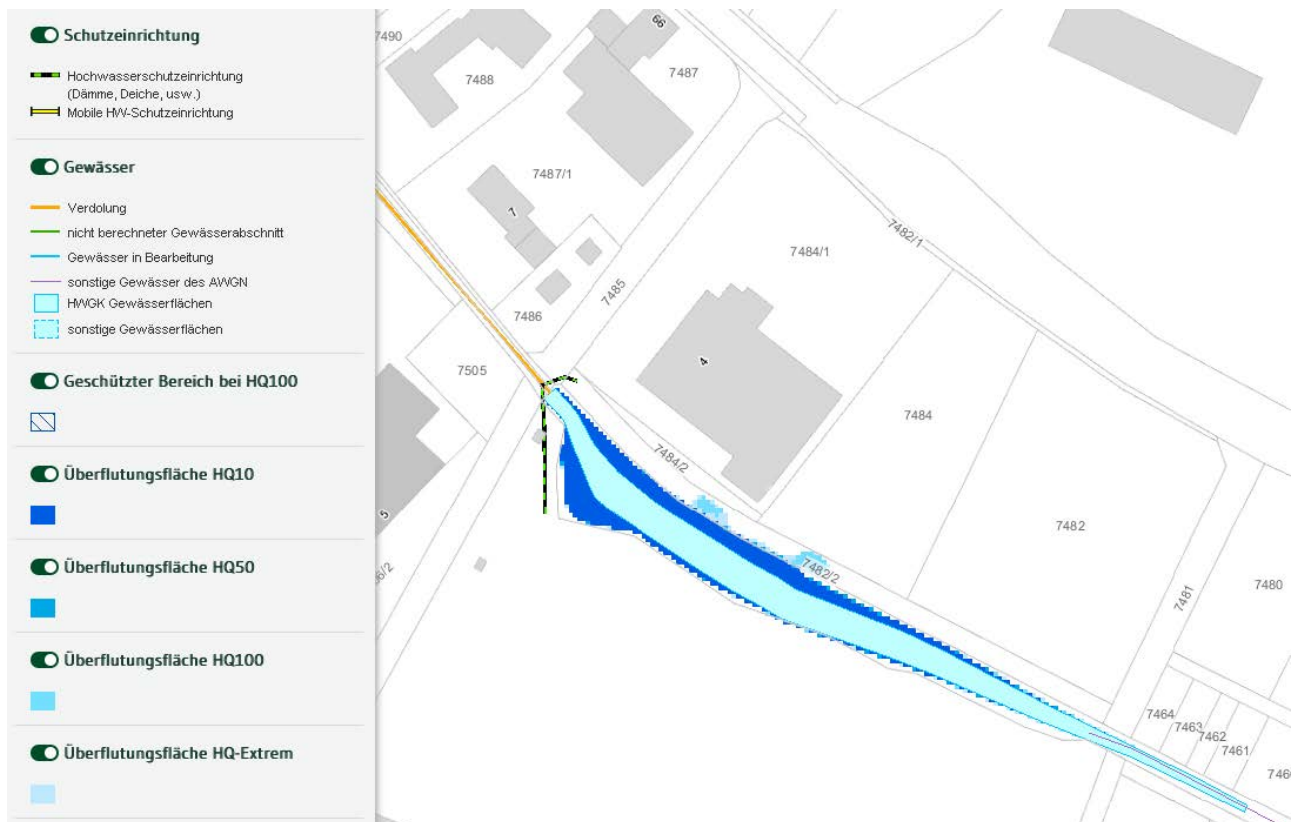 Schutzeinrichtung
Hochwasserschutzeinrichtung
(Dämme, Deiche, usw.)
Mobile HW-Schutzeinrichtung
Gewässer
Verdolung
nicht berechneter Gewässerabschnitt
Gewässer in Bearbeitung
sonstige Gewässer des AWGN
HWGK Gewässerflächen
sonstige Gewässerflächen
Geschützter Bereich bei HQ100
Überflutungsfläche HQ10
Überflutungsfläche HQ50
Überflutungsfläche HQ100
Überflutungsfläche HQ-Extrem
7490
66
7488
7487
7487/1
7
7482/1
7484/1
7485
7486
7505
4
7484
7484/2
5
7482
7482/2
6/2
7481
7480
7464
7463
7462
7461
746